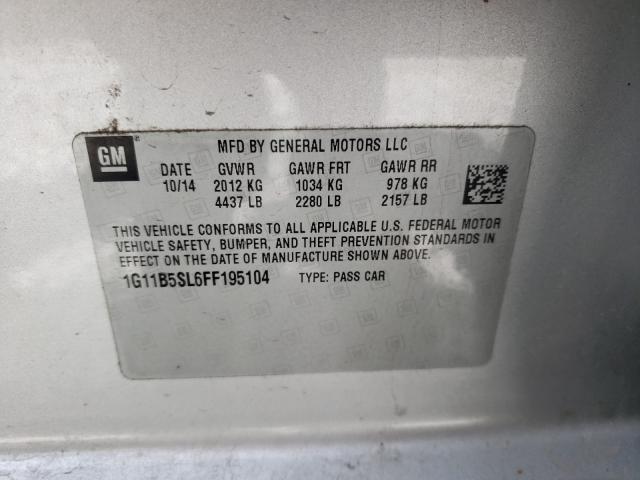 GM
MFD BY GENERAL MOTORS LLC
DATE GVWR GAWR FRT GAWR RR
10/14 2012 KG 1034 KG 978 KG
4437 LB 2280 LB 2157 LB
THIS VEHICLE CONFORMS TO ALL APPLICABLE U.S. FEDERAL MOTOR
VEHICLE SAFETY, BUMPER, AND THEFT PREVENTION STANDARDS IN
EFFECT ON THE DATE OF MANUFACTURE SHOWN ABOVE.
1G11B5SL6FF195104 TYPE: PASS CAR